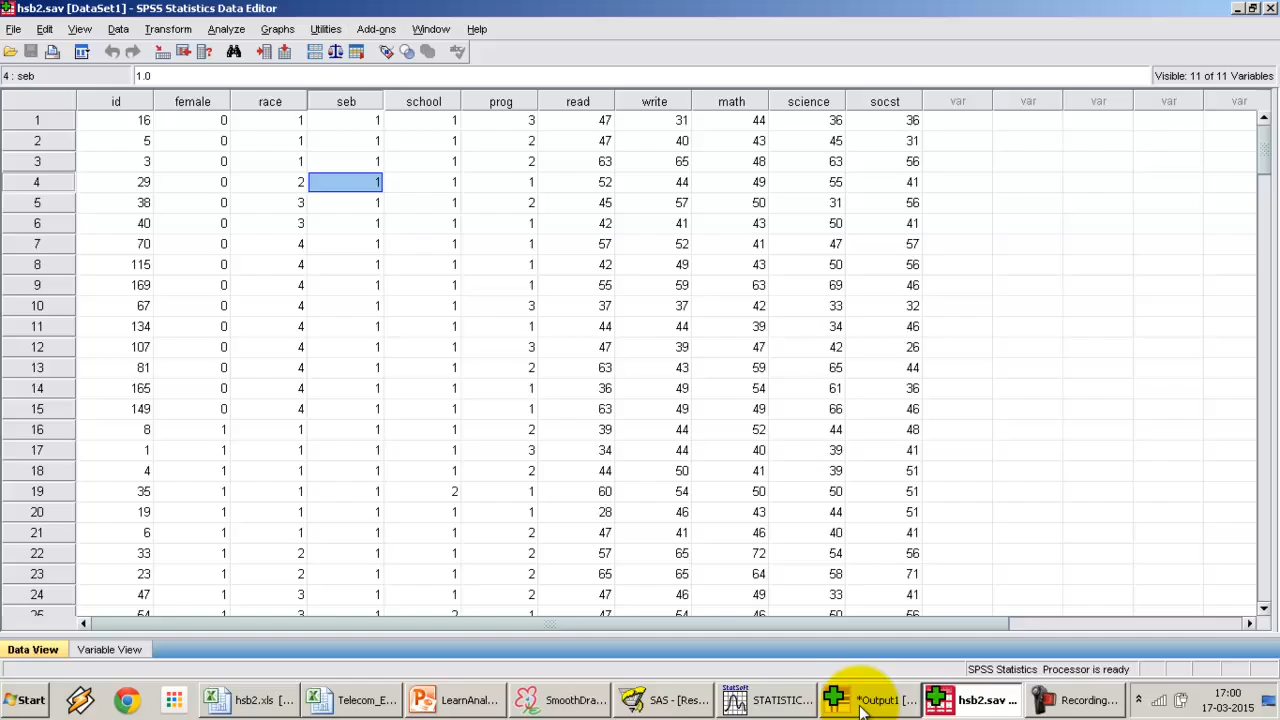 hsb2.sav [DataSet1] - SPSS Statistics Data Editor
File Edit View Data Transform Analyze Graphs Utilities Add-ons Window Help
4 : seb 1.0 Visible: 11 of 11 Variables
id female race seb school prog read write math science socst var var var var var
1 16 0 1 1 1 3 47 31 44 36 36
2 5 0 1 1 1 2 47 40 43 45 31
3 3 0 1 1 1 2 63 65 48 63 56
4 29 0 2 1 1 1 52 44 49 55 41
5 38 0 3 1 1 2 45 57 50 31 56
6 40 0 3 1 1 1 42 41 43 50 41
7 70 0 4 1 1 1 57 52 41 47 57
8 115 0 4 1 1 1 42 49 43 50 56
9 169 0 4 1 1 1 55 59 63 69 46
10 67 0 4 1 1 3 37 37 42 33 32
11 134 0 4 1 1 1 44 44 39 34 46
12 107 0 4 1 1 3 47 39 47 42 26
13 81 0 4 1 1 2 63 43 59 65 44
14 165 0 4 1 1 1 36 49 54 61 36
15 149 0 4 1 1 1 63 49 49 66 46
16 8 1 1 1 1 2 39 44 52 44 48
17 1 1 1 1 1 3 34 44 40 39 41
18 4 1 1 1 1 2 44 50 41 39 51
19 35 1 1 1 2 1 60 54 50 50 51
20 19 1 1 1 1 1 28 46 43 44 51
21 6 1 1 1 1 2 47 41 46 40 41
22 33 1 2 1 1 2 57 65 72 54 56
23 23 1 2 1 1 2 65 65 64 58 71
24 47 1 3 1 1 2 47 46 49 33 41
25 54 1 3 1 2 1 47 54 46 50 56
Data View Variable View
SPSS Statistics Processor is ready
Start hsb2.xls [... Telecom_E... LearnAnal... SmoothDra... SAS - [Res... STATISTIC... *Output1 [... hsb2.sav ... Recording... 17:00
17-03-2015